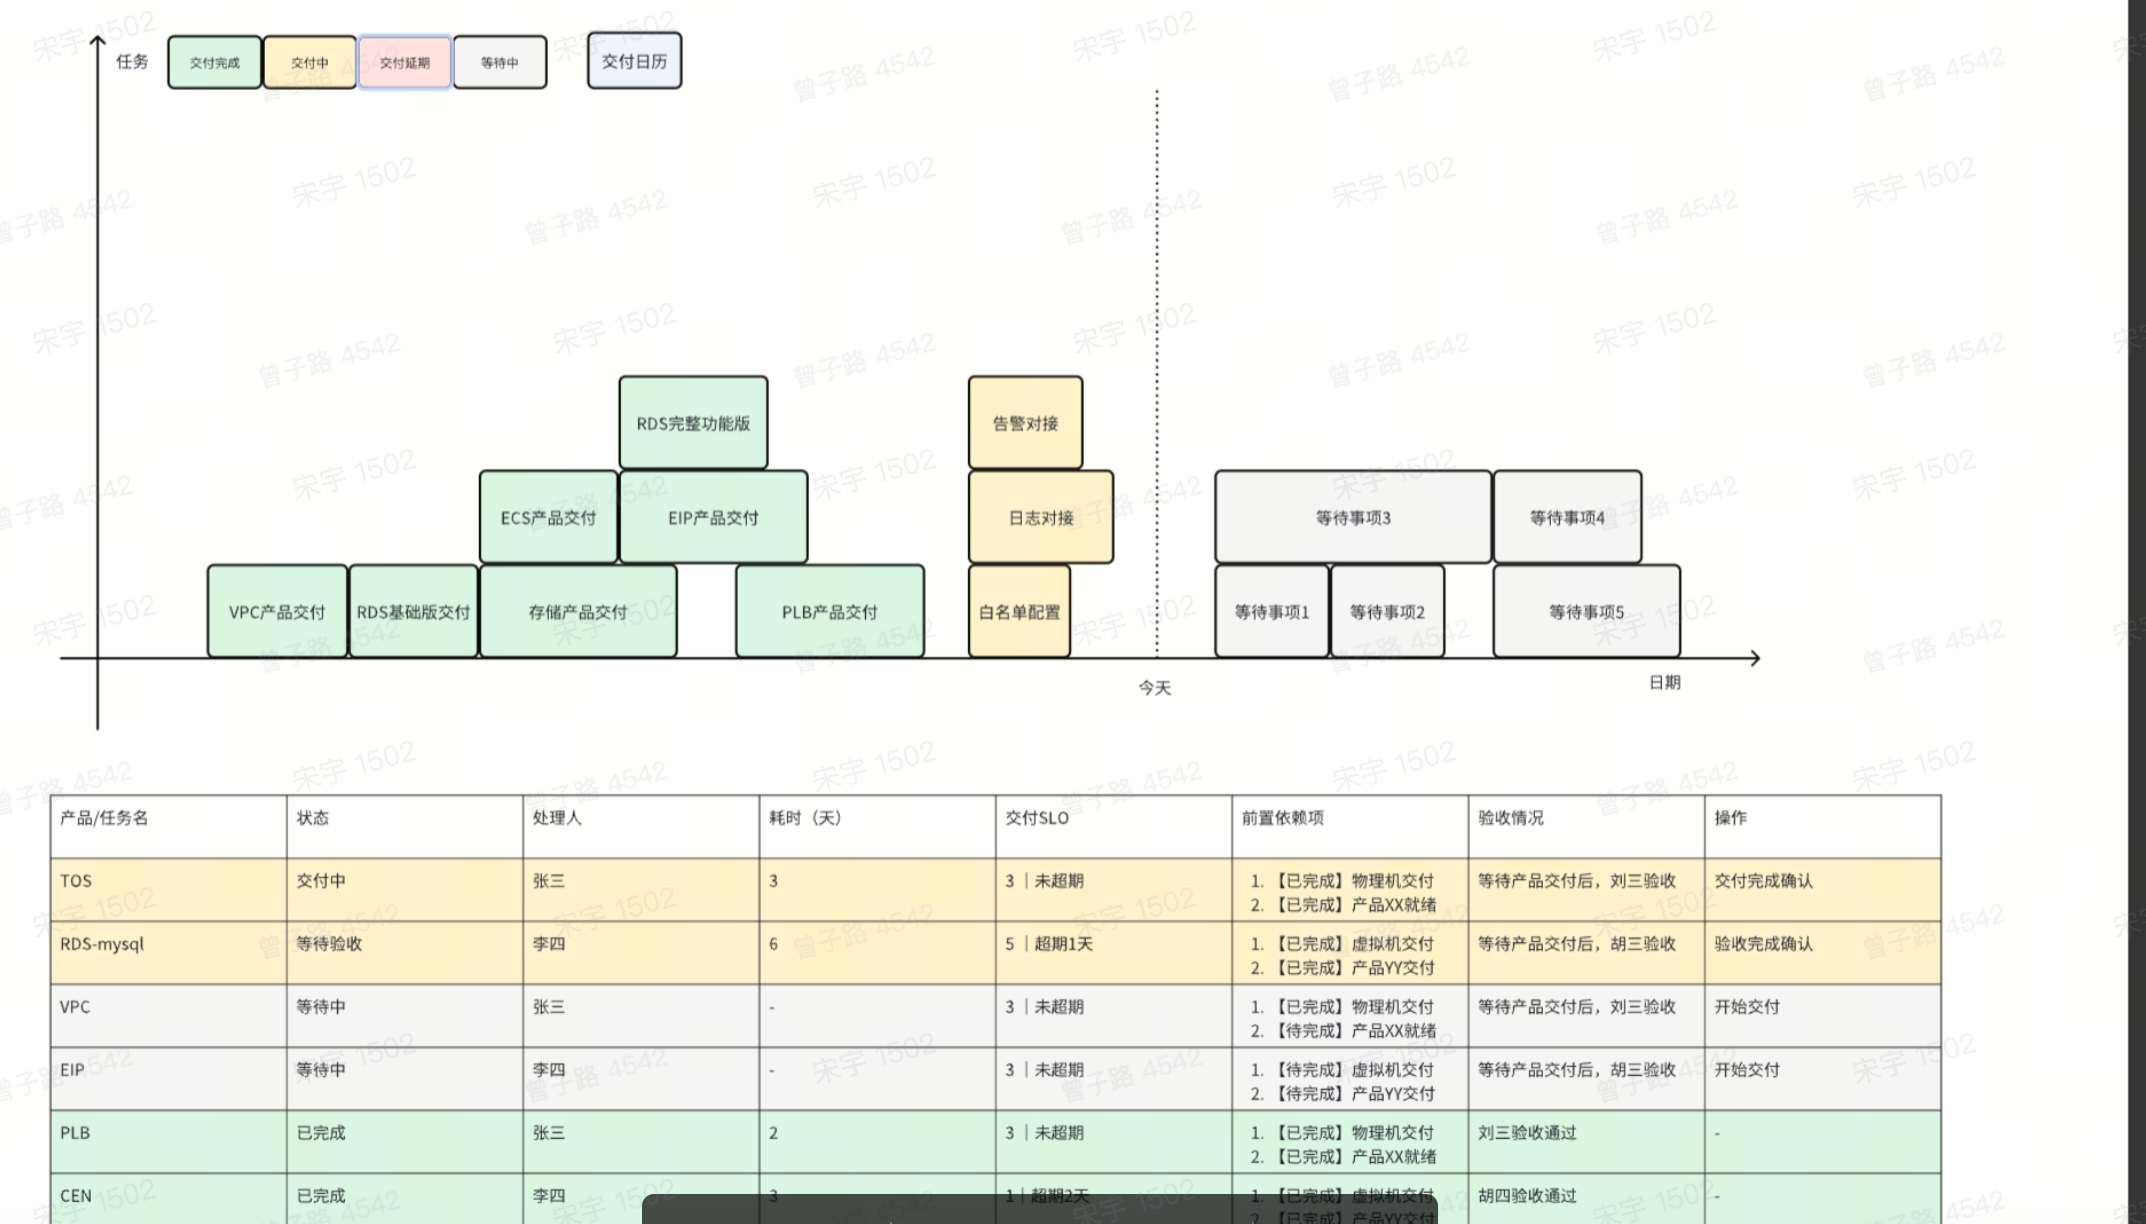 任务
交付完成
交付中
交付延期
等待中
交付日历
RDS完整功能版
告警对接
ECS产品交付
EIP产品交付
日志对接
等待事项3
等待事项4
VPC产品交付
RDS基础版交付
存储产品交付
PLB产品交付
白名单配置
等待事项1
等待事项2
等待事项5
今天
日期
产品/任务名 状态 处理人 耗时（天） 交付SLO 前置依赖项 验收情况 操作
TOS 交付中 张三 3 3｜未超期 1. 【已完成】物理机交付 等待产品交付后，刘三验收 交付完成确认
2. 【已完成】产品XX就绪
RDS-mysql 等待验收 李四 6 5｜超期1天 1. 【已完成】虚拟机交付 等待产品交付后，胡三验收 验收完成确认
2. 【已完成】产品YY交付
VPC 等待中 张三 - 3｜未超期 1. 【已完成】物理机交付 等待产品交付后，刘三验收 开始交付
2. 【待完成】产品XX就绪
EIP 等待中 李四 - 3｜未超期 1. 【待完成】虚拟机交付 等待产品交付后，胡三验收 开始交付
2. 【待完成】产品YY交付
PLB 已完成 张三 2 3｜未超期 1. 【已完成】物理机交付 刘三验收通过 -
2. 【已完成】产品XX就绪
CEN 已完成 李四 3 1｜超期2天 1. 【已完成】虚拟机交付 胡四验收通过 -
2. 【已完成】产品YY交付
宋宇 1502
曾子路 4542